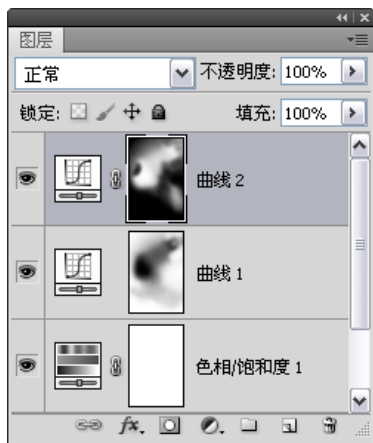 图层
正常 不透明度: 100%
锁定: 填充: 100%
曲线 2
曲线 1
色相/饱和度 1
fx.